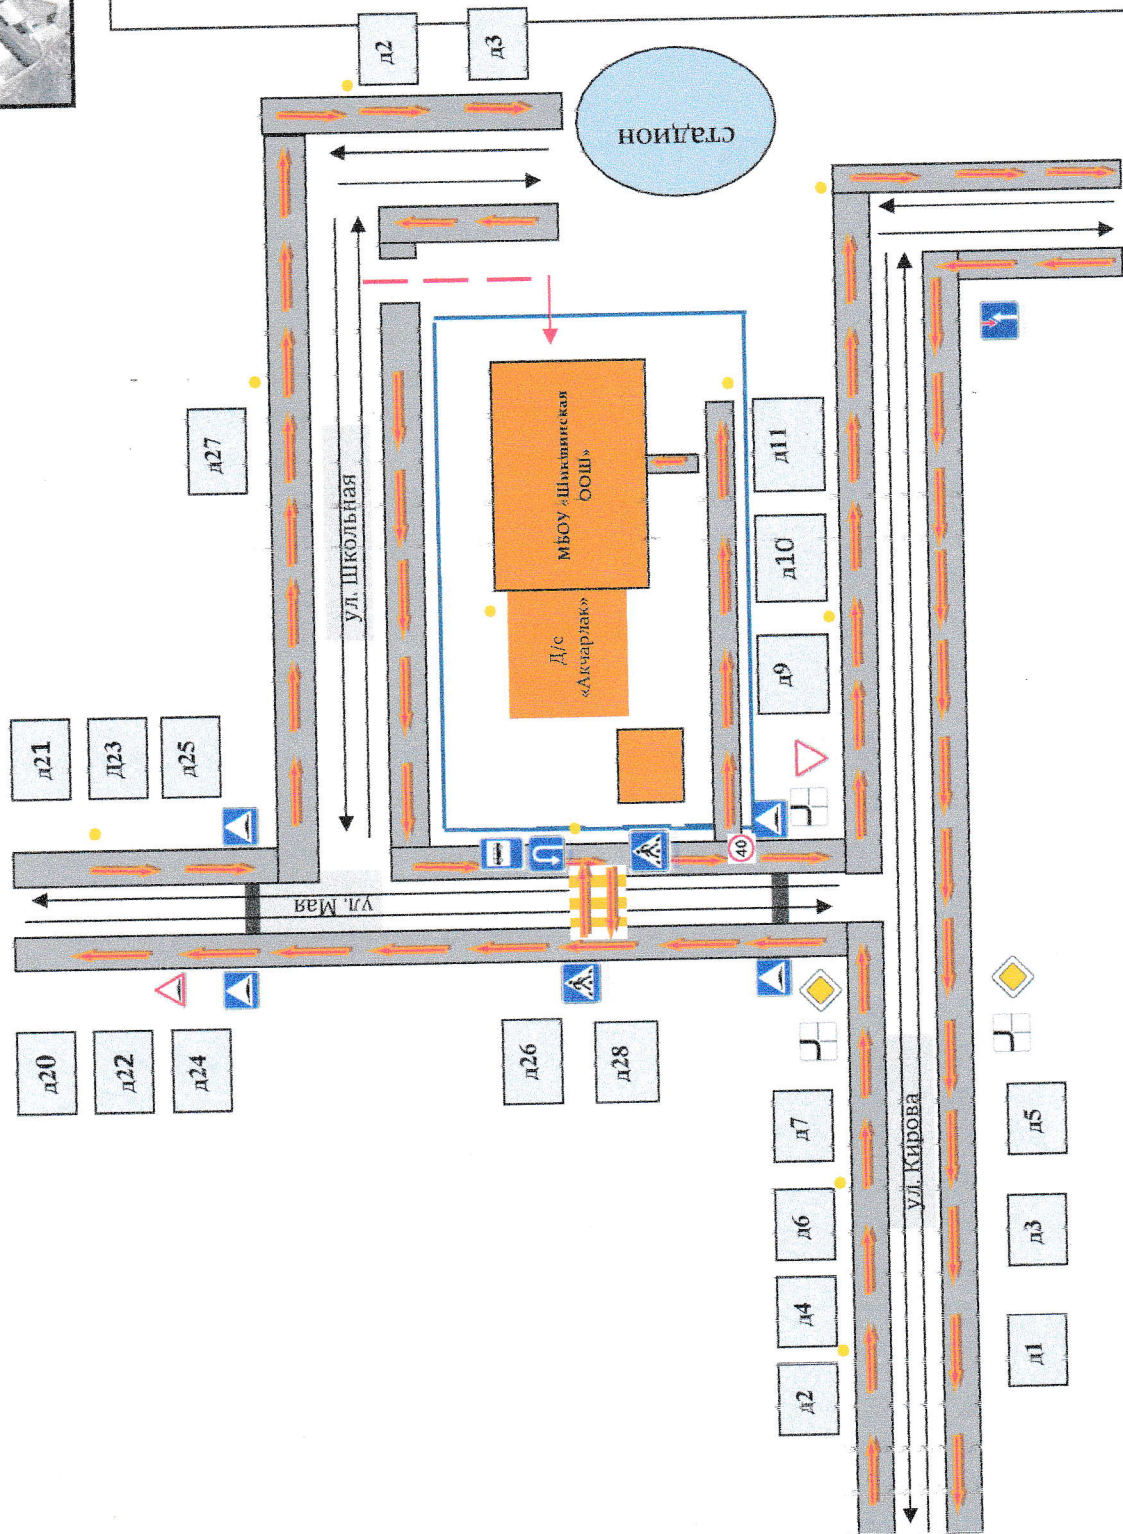 д2
д3
стадион
д27
ул. Школьная
д21
Д23
д25
МБОУ
ООШ»
Д/с
«Акчарлак»
д11
д10
д9
40
ул. Мая
д20
д22
д24
д26
д28
д7
д6
д4
д2
ул. Кирова
д5
д3
д1